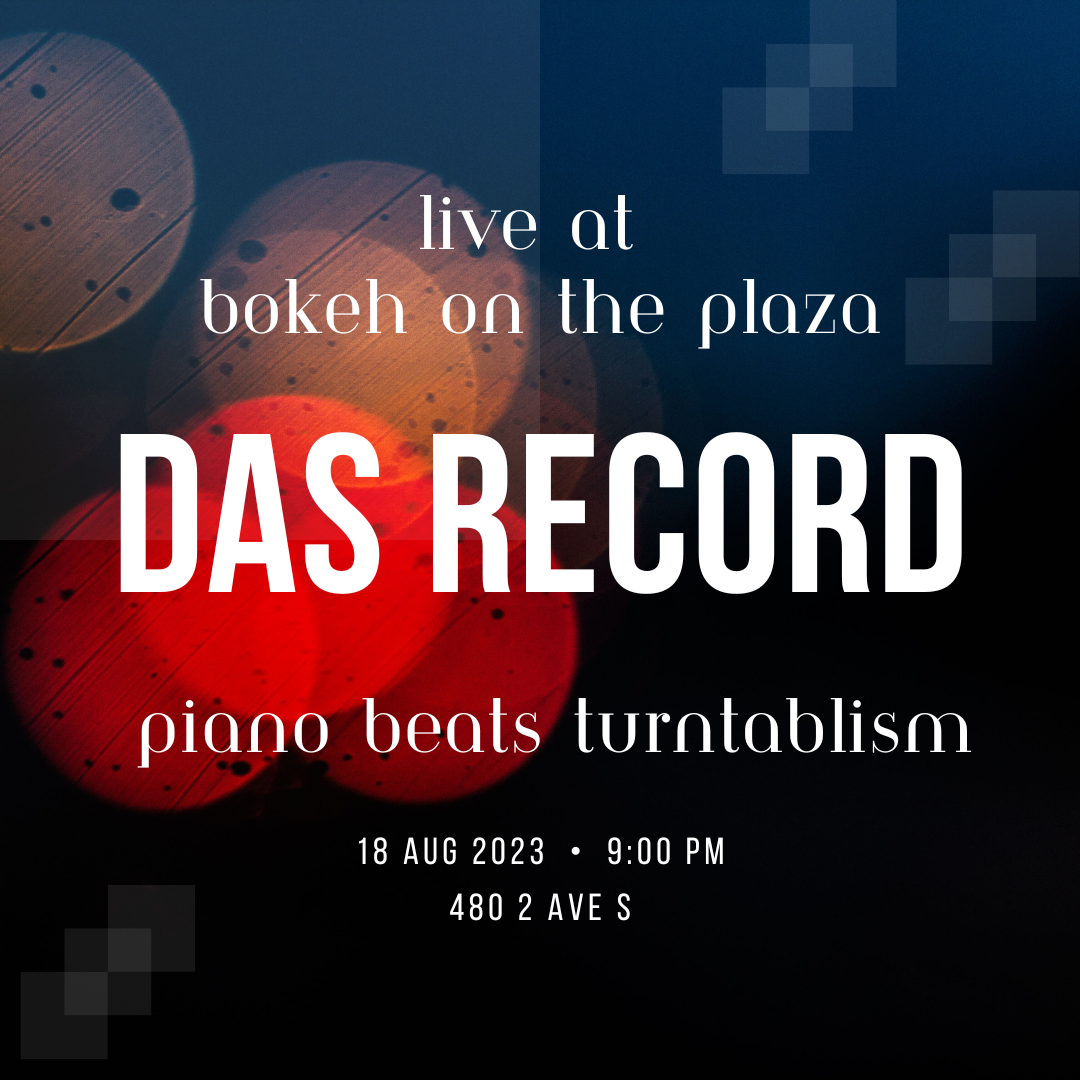 live at
bokeh on the plaza
DAS RECORD
piano beats turntablism
18 AUG 2023 • 9:00 PM
480 2 AVE S